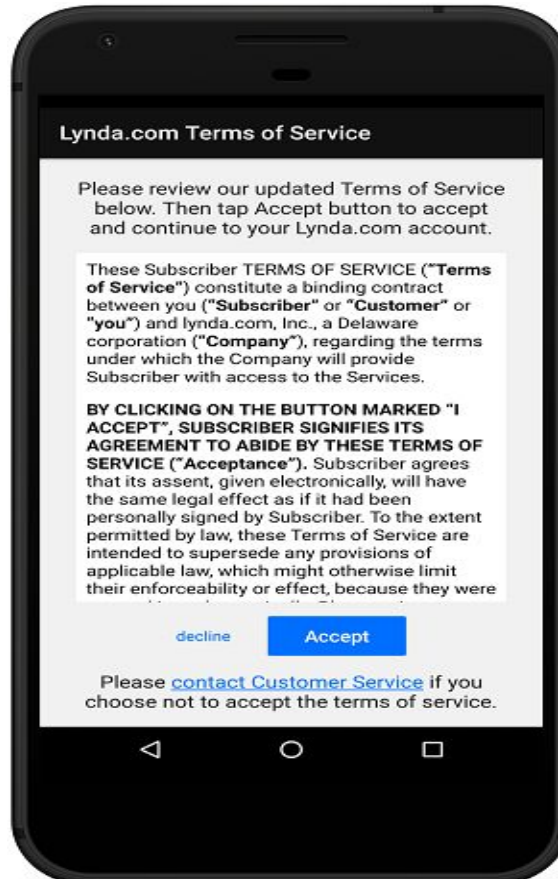 Lynda.com Terms of Service
Please review our updated Terms of Service
below. Then tap Accept button to accept
and continue to your Lynda.com account.
These Subscriber TERMS OF SERVICE ("Terms
of Service") constitute a binding contract
between you ("Subscriber" or "Customer" or
"you") and lynda.com, Inc., a Delaware
corporation ("Company"), regarding the terms
under which the Company will provide
Subscriber with access to the Services.
BY CLICKING ON THE BUTTON MARKED "I
ACCEPT", SUBSCRIBER SIGNIFIES ITS
AGREEMENT TO ABIDE BY THESE TERMS OF
SERVICE ("Acceptance"). Subscriber agrees
that its assent, given electronically, will have
the same legal effect as if it had been
personally signed by Subscriber. To the extent
permitted by law, these Terms of Service are
intended to supersede any provisions of
applicable law, which might otherwise limit
their enforceability or effect, because they were
decline
Accept
Please contact Customer Service if you
choose not to accept the terms of service.